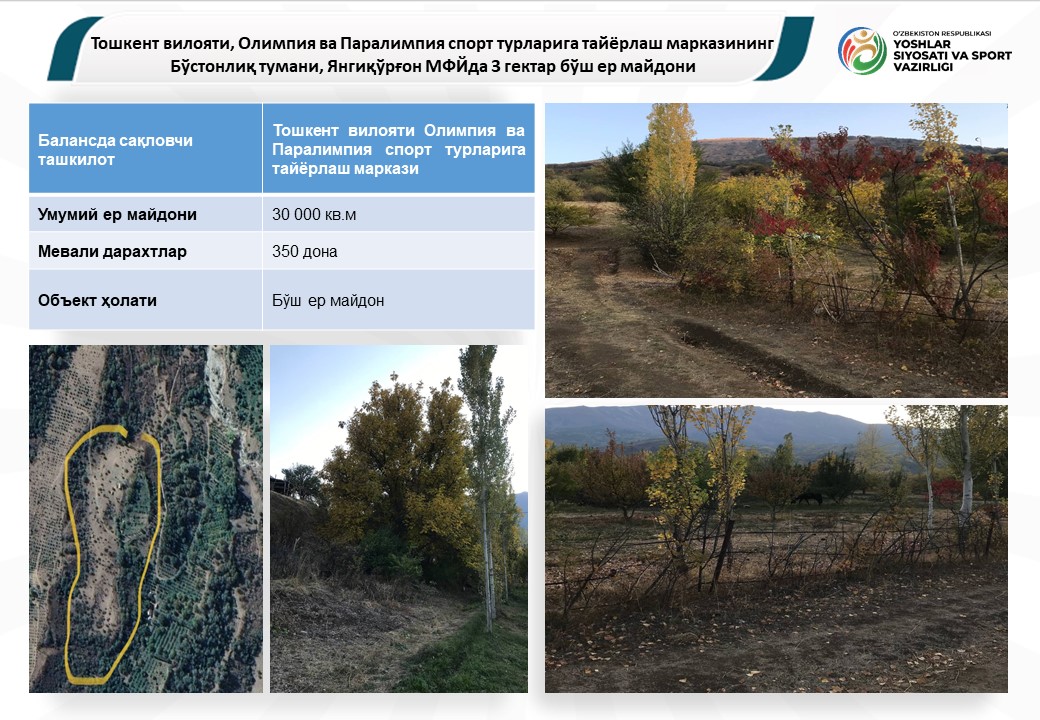 Тошкент вилояти, Олимпия ва Паралимпия спорт турларига тайёрлаш марказининг
Бўстонлиқ тумани, Янгиқўрғон МФЙда 3 гектар бўш ер майдони
O'ZBEKISTON RESPUBLIKASI
YOSHLAR
SIYOSATI VA SPORT
VAZIRLIGI
Балансда сақловчи
ташкилот
Тошкент вилояти Олимпия ва
Паралимпия спорт турларига
тайёрлаш маркази
Умумий ер майдони
30 000 кв.м
Мевали дарахтлар
350 дона
Объект ҳолати
Бўш ер майдон